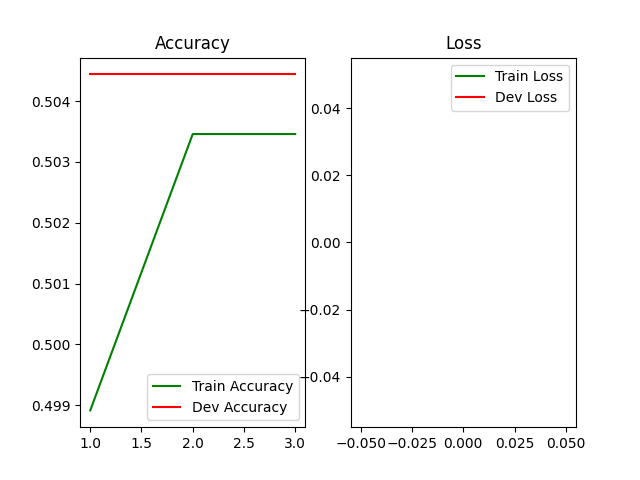 Accuracy
0.504
0.503
0.502
0.501
0.500
0.499
1.0 1.5 2.0 2.5 3.0
Train Accuracy
Dev Accuracy
Loss
0.04
0.02
0.00
−0.02
−0.04
−0.050 −0.025 0.000 0.025 0.050
Train Loss
Dev Loss